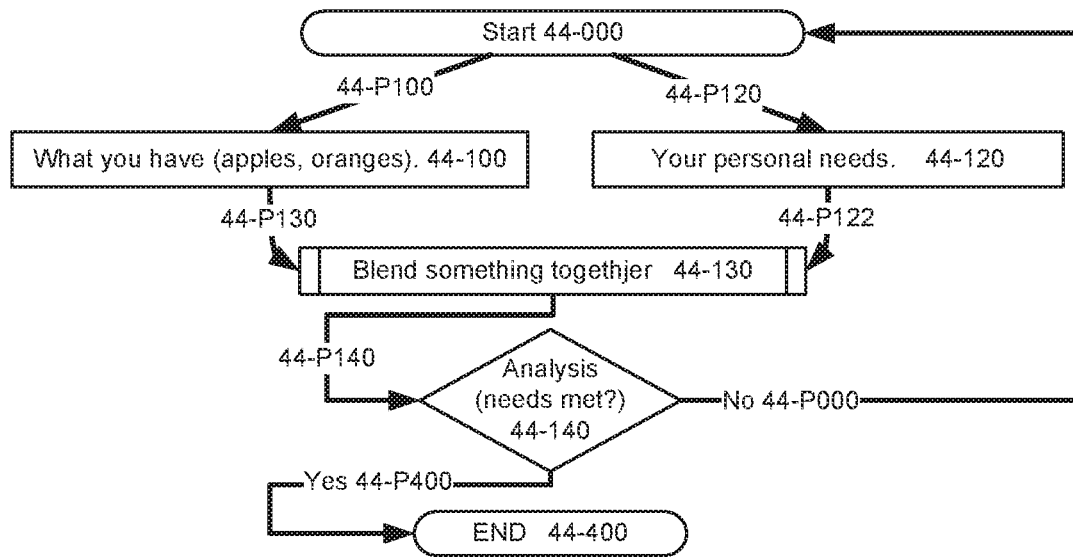 Start 44-000
44-P100
44-P120
What you have (apples, oranges). 44-100
Your personal needs. 44-120
44-P130
44-P122
Blend something togethjer 44-130
44-P140
Analysis
(needs met?)
44-140
No 44-P000
Yes 44-P400
END 44-400